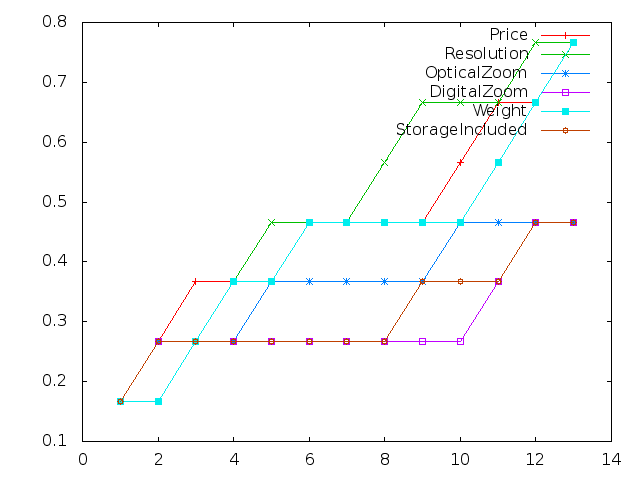 0.8
0.7
0.6
0.5
0.4
0.3
0.2
0.1
0 2 4 6 8 10 12 14
Price
Resolution
OpticalZoom
DigitalZoom
Weight
StorageIncluded